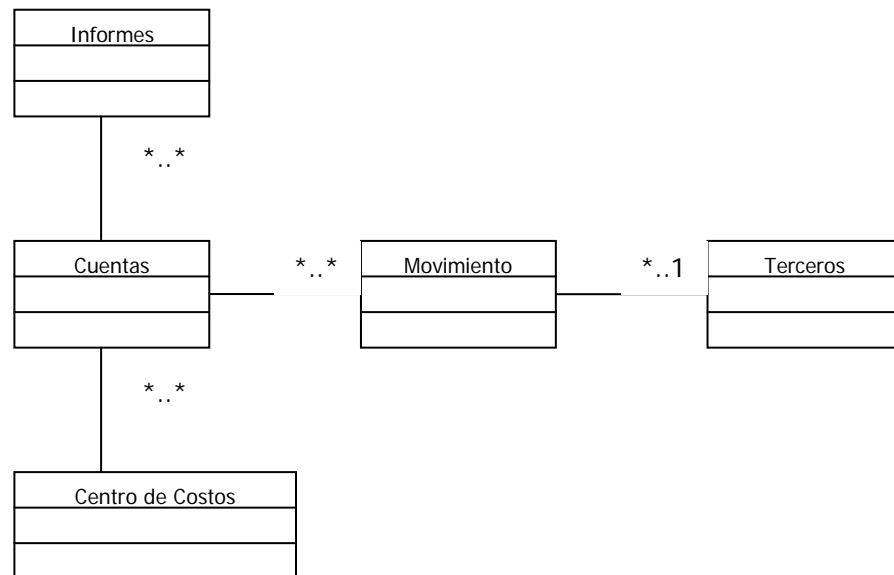 Informes
*..*
Cuentas
*..*
Movimiento
*..1
Terceros
*..*
Centro de Costos